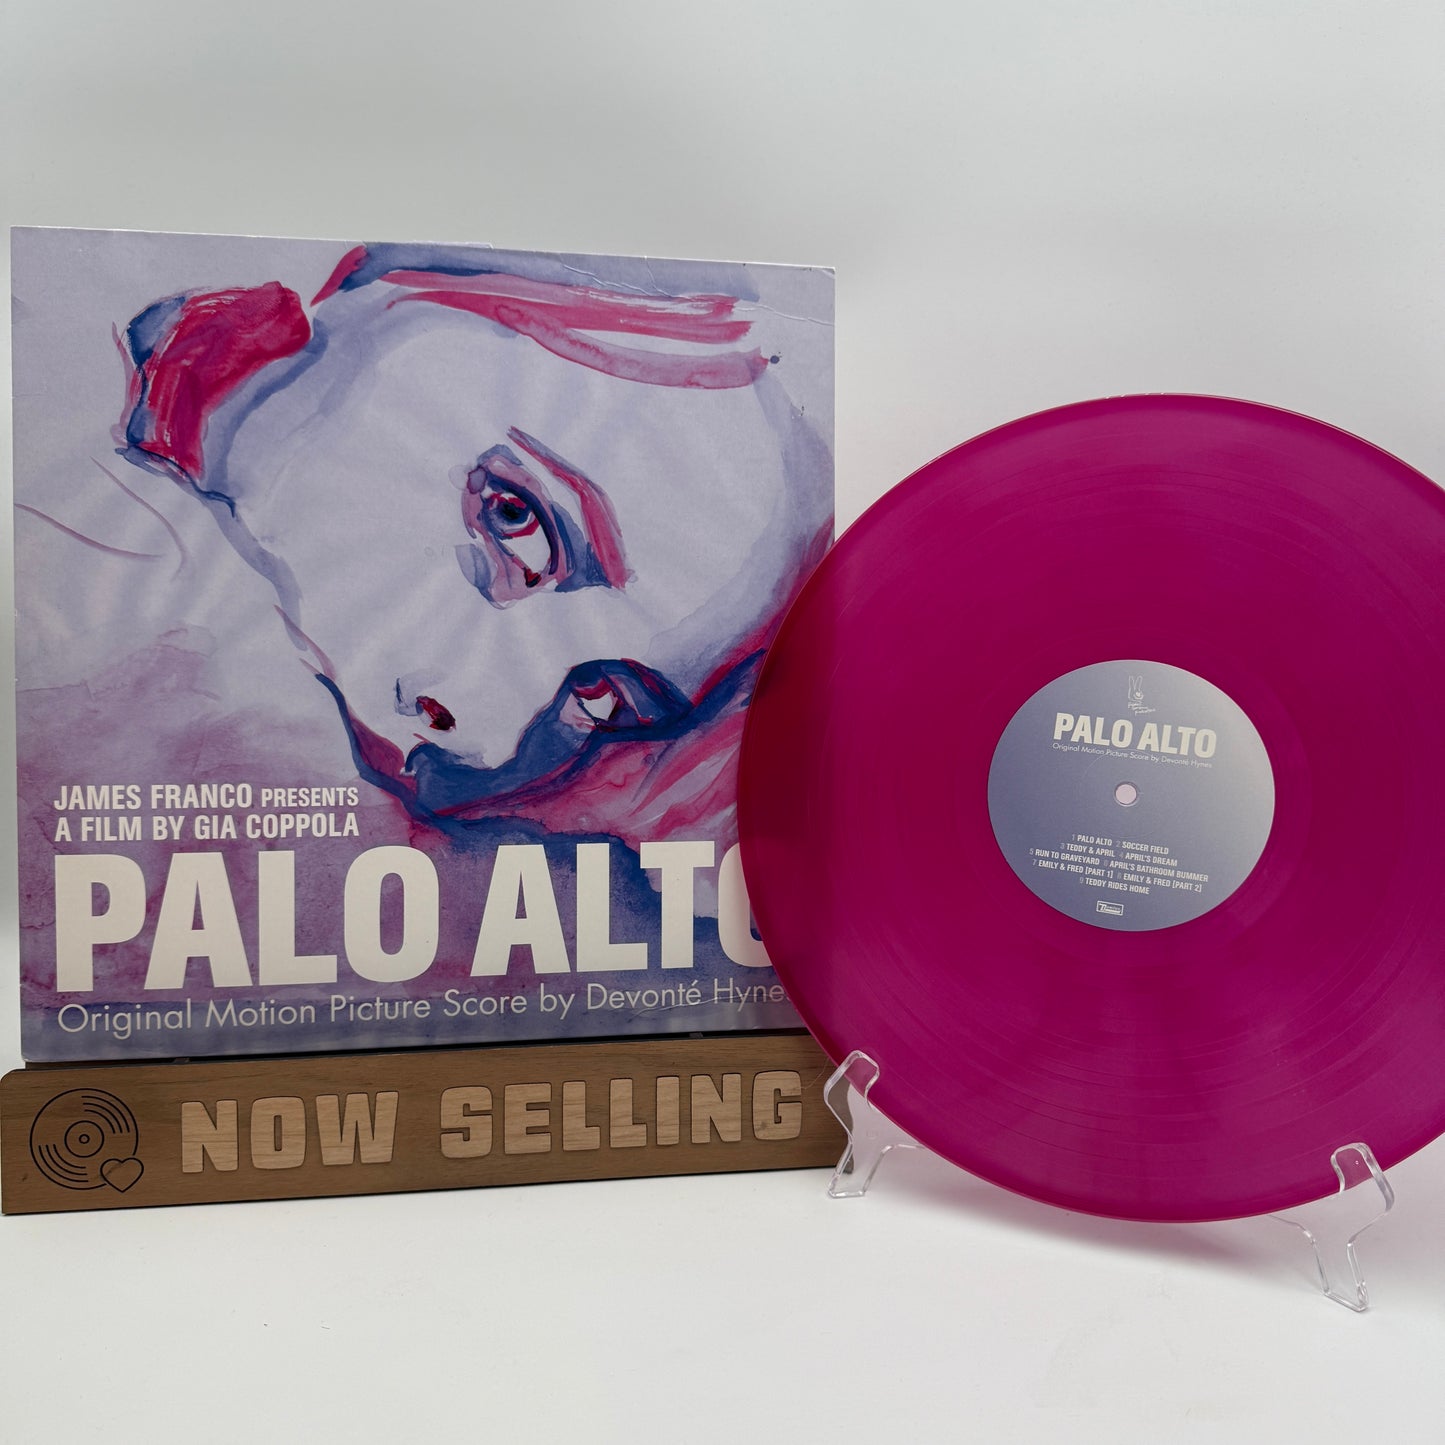 JAMES FRANCO PRESENTS
A FILM BY GIA COPPOLA
PALO ALTO
Original Motion Picture Score by Devonté Hynes
NOW SELLING
PALO ALTO
Original Motion Picture Score by Devonté Hynes
1 PALO ALTO 2 SOCCER FIELD
3 TEDDY & APRIL 4 APRIL'S DREAM
5 RUN TO GRAVEYARD 6 APRIL'S BATHROOM BUMMER
7 EMILY & FRED [PART 1] 8 EMILY & FRED [PART 2]
9 TEDDY RIDES HOME